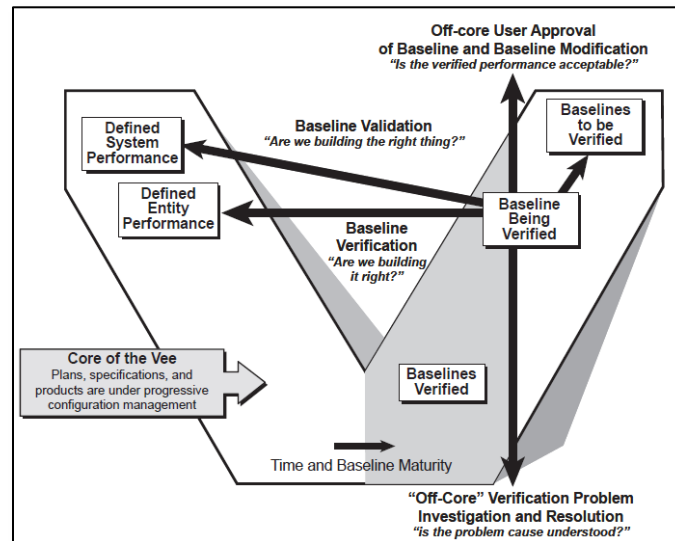 Off-core User Approval
of Baseline and Baseline Modification
“Is the verified performance acceptable?”
Defined
System
Performance
Baseline Validation
“Are we building the right thing?”
Baselines
to be
Verified
Defined
Entity
Performance
Baseline
Being
Verified
Baseline
Verification
“Are we building
it right?”
Core of the Vee
Plans, specifications, and
products are under progressive
configuration management
Baselines
Verified
Time and Baseline Maturity
“Off-Core” Verification Problem
Investigation and Resolution
“is the problem cause understood?”